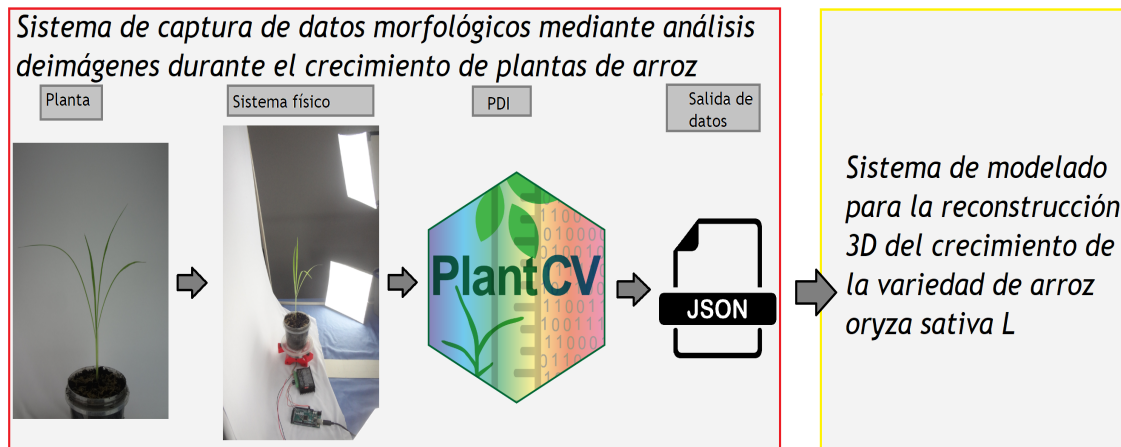 Sistema de captura de datos morfológicos mediante análisis
deimágenes durante el crecimiento de plantas de arroz
Planta
Sistema físico
PDI
Salida de
datos
PlantCV
JSON
Sistema de modelado
para la reconstrucción
3D del crecimiento de
la variedad de arroz
oryza sativa L